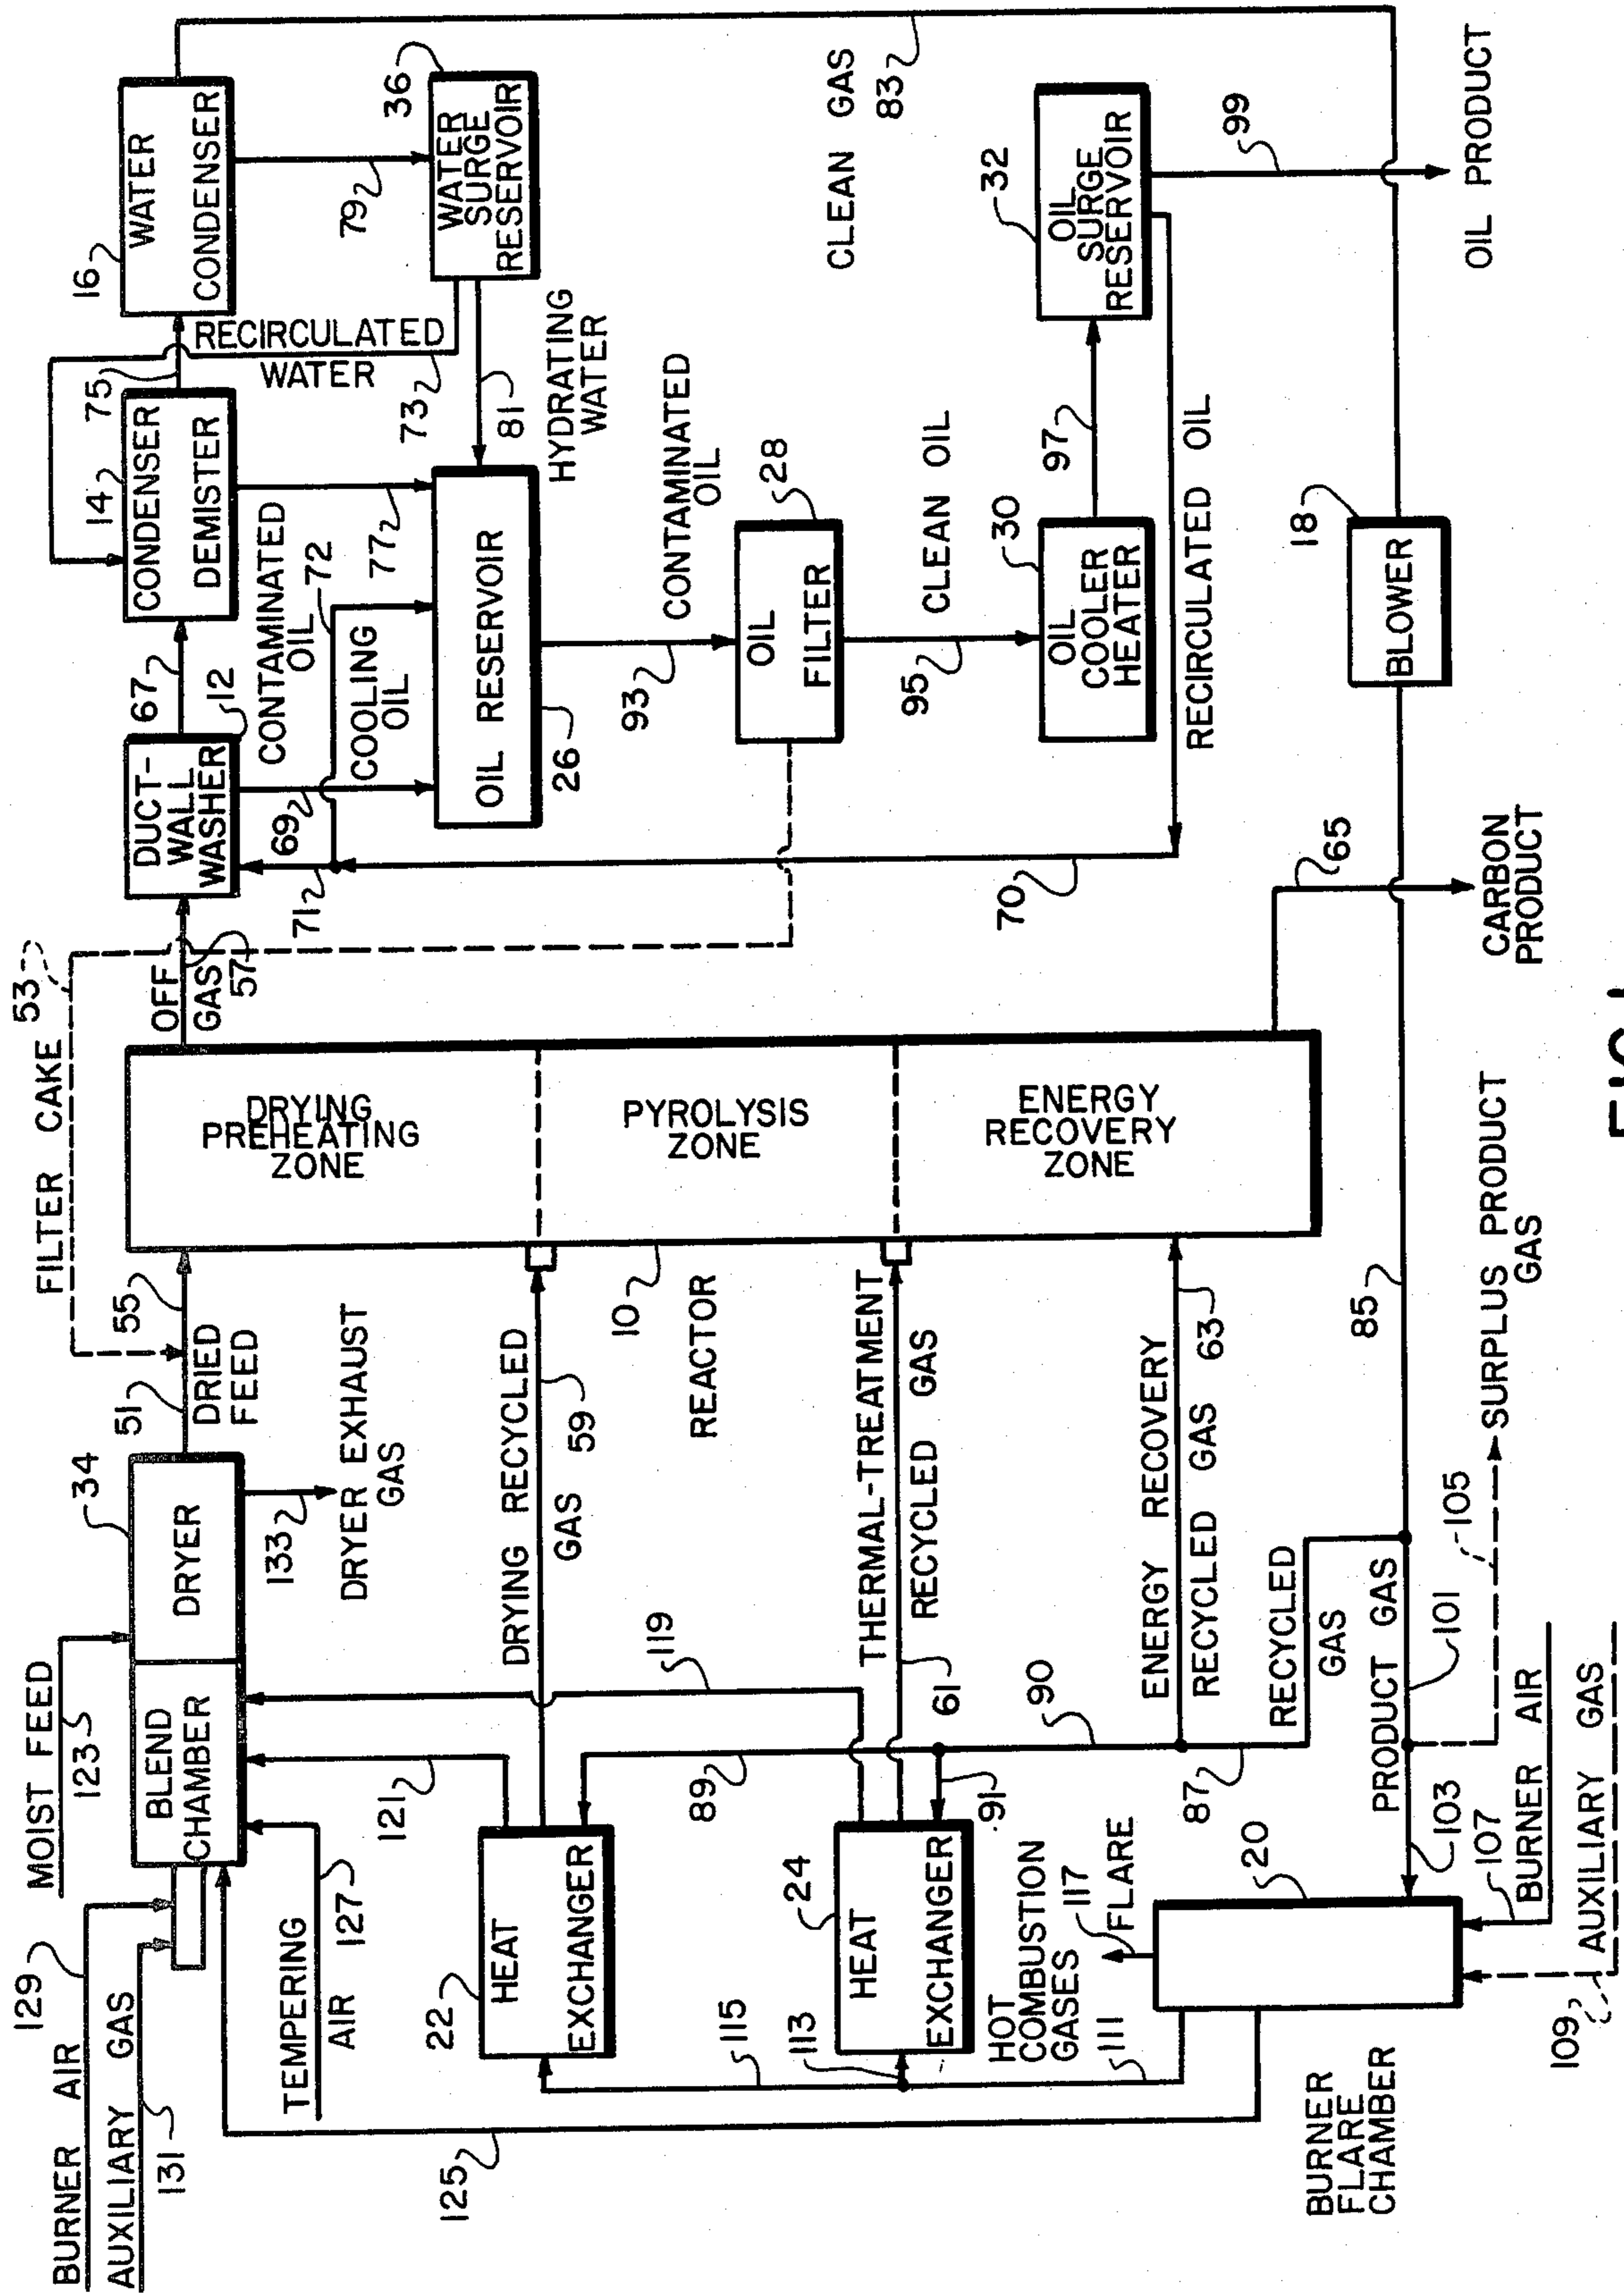 129
BURNER AIR
AUXILIARY GAS
131
MOIST FEED
123
BLEND
CHAMBER
DRYER
34
TEMPERING
AIR
127
133
DRYER EXHAUST
GAS
51
DRIED
FEED
55
FILTER CAKE
53
OFF
GAS
57
DRYING
PREHEATING
ZONE
PYROLYSIS
ZONE
ENERGY
RECOVERY
ZONE
10
REACTOR
DUCT-
WALL
WASHER
12
67
CONDENSER
DEMISTER
14
75
WATER
CONDENSER
16
RECIRCULATED
WATER
73
79
WATER
SURGE
RESERVOIR
36
81
HYDRATING
WATER
CONTAMINATED
OIL
72
77
69
71
COOLING
OIL
OIL RESERVOIR
26
93
CONTAMINATED
OIL
OIL
FILTER
28
95
CLEAN OIL
OIL
COOLER
HEATER
30
97
OIL
SURGE
RESERVOIR
32
99
OIL PRODUCT
RECIRCULATED OIL
70
CLEAN GAS
83
BLOWER
18
65
CARBON
PRODUCT
85
121
119
125
HEAT
EXCHANGER
22
DRYING RECYCLED
GAS
59
HEAT
EXCHANGER
24
THERMAL-TREATMENT
RECYCLED GAS
61
89
91
90
87
ENERGY RECOVERY
RECYCLED GAS
63
RECYCLED
GAS
PRODUCT GAS
101
103
105
SURPLUS PRODUCT
GAS
115
113
HOT
COMBUSTION
GASES
111
117
FLARE
20
BURNER
FLARE
CHAMBER
107
BURNER AIR
AUXILIARY GAS
109